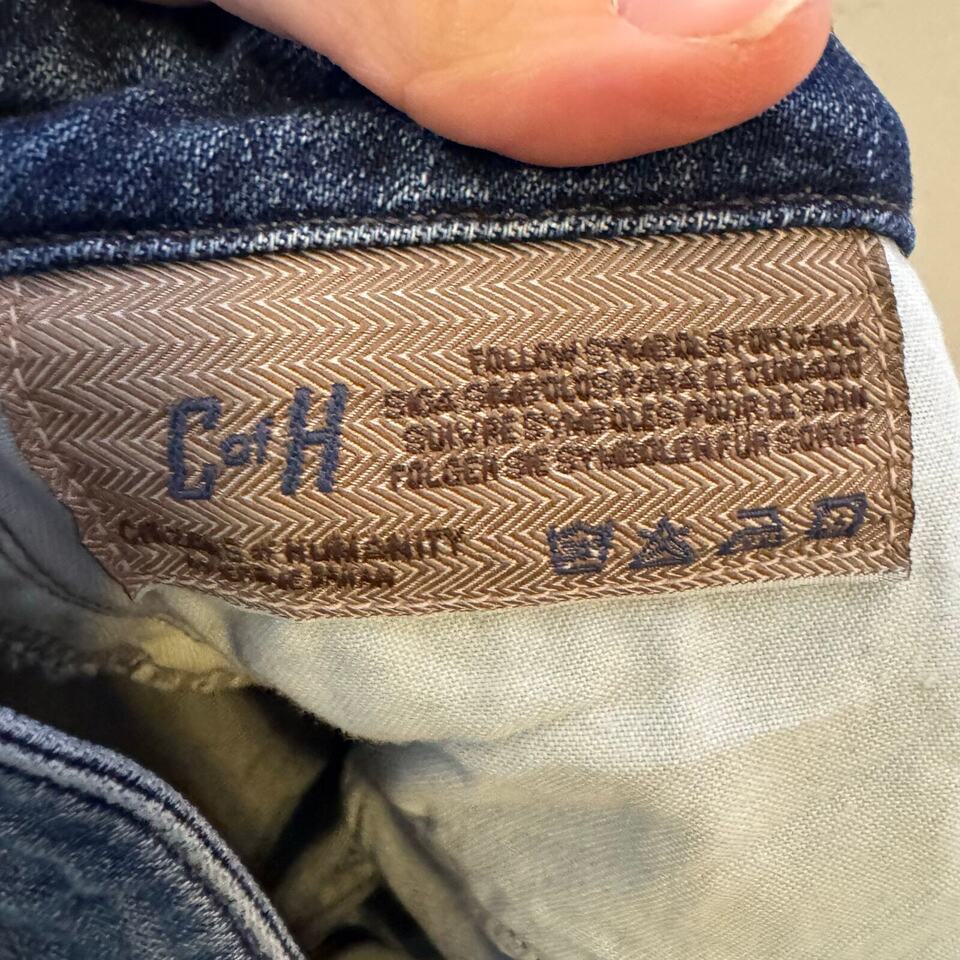 C of H
CITIZENS of HUMANITY
FOLLOW SYMBOLS FOR CARE
SIGA SIMBOLOS PARA EL CUIDADO
SUIVRE SYMBOLES POUR LE SOIN
FOLGEN SIE SYMBOLEN FÜR SORGE